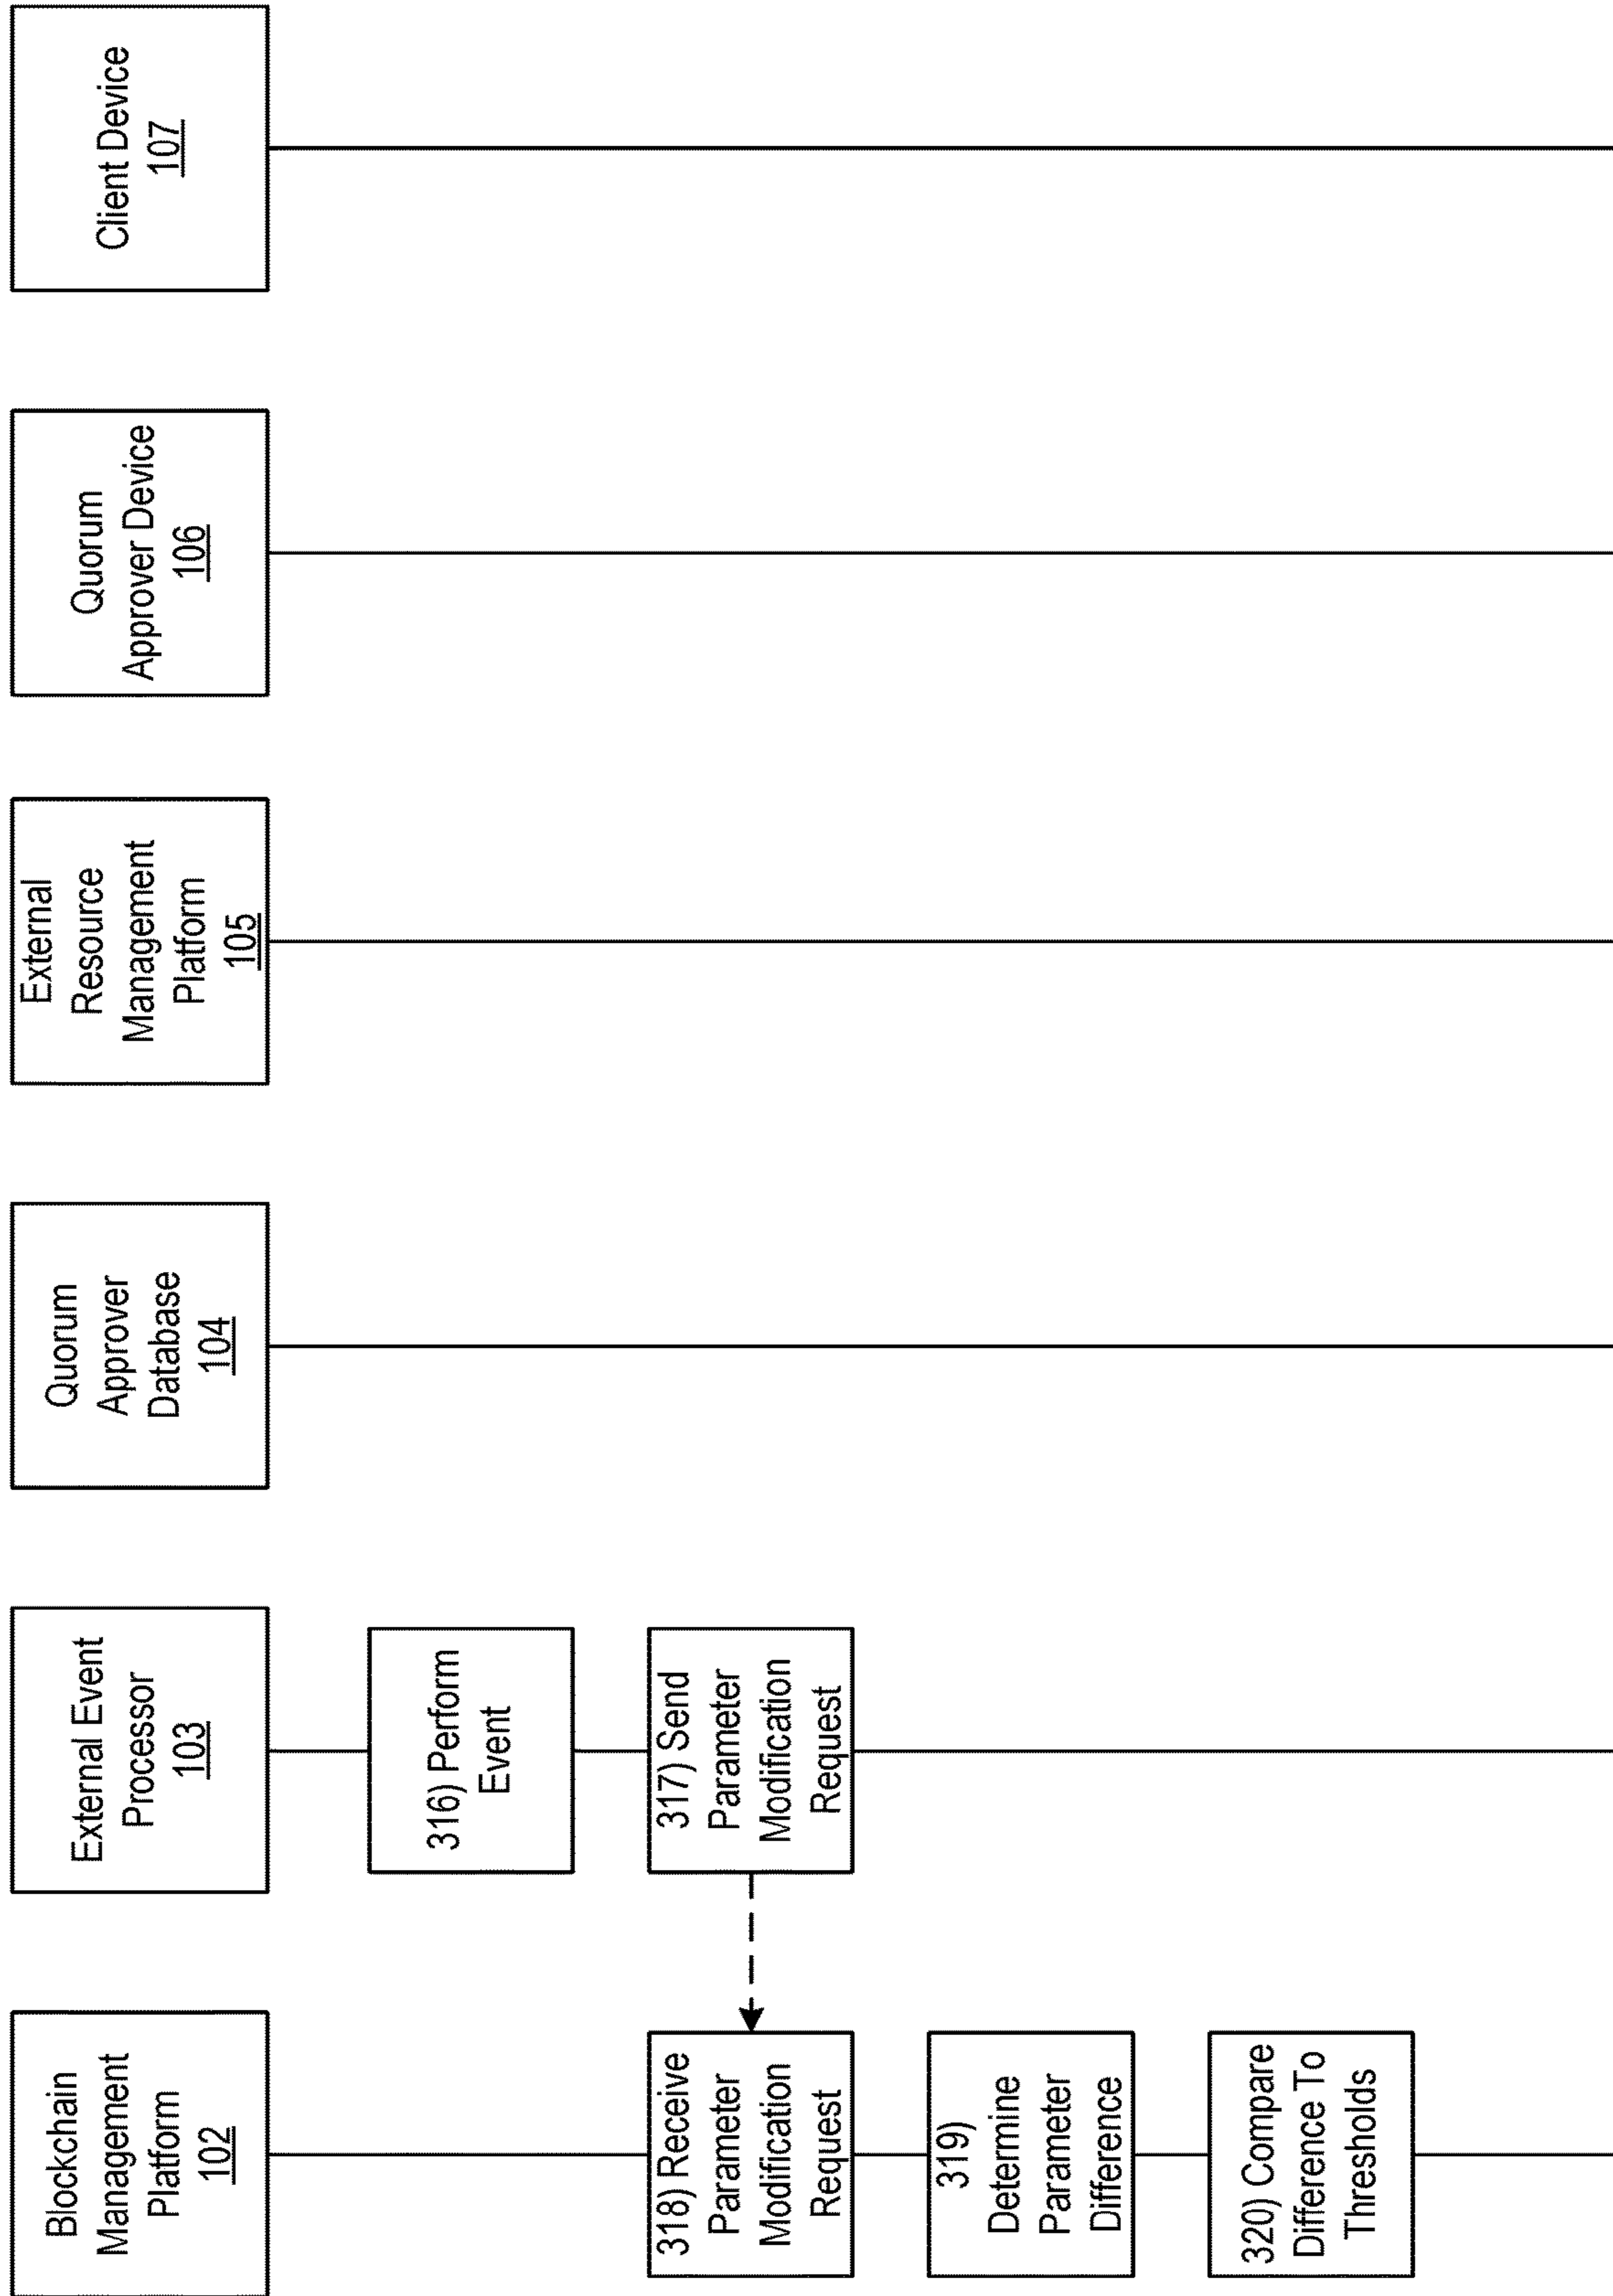 Blockchain
Management
Platform
102
External Event
Processor
103
Quorum
Approver
Database
104
External
Resource
Management
Platform
105
Quorum
Approver Device
106
Client Device
107
316) Perform
Event
317) Send
Parameter
Modification
Request
318) Receive
Parameter
Modification
Request
319)
Determine
Parameter
Difference
320) Compare
Difference To
Thresholds